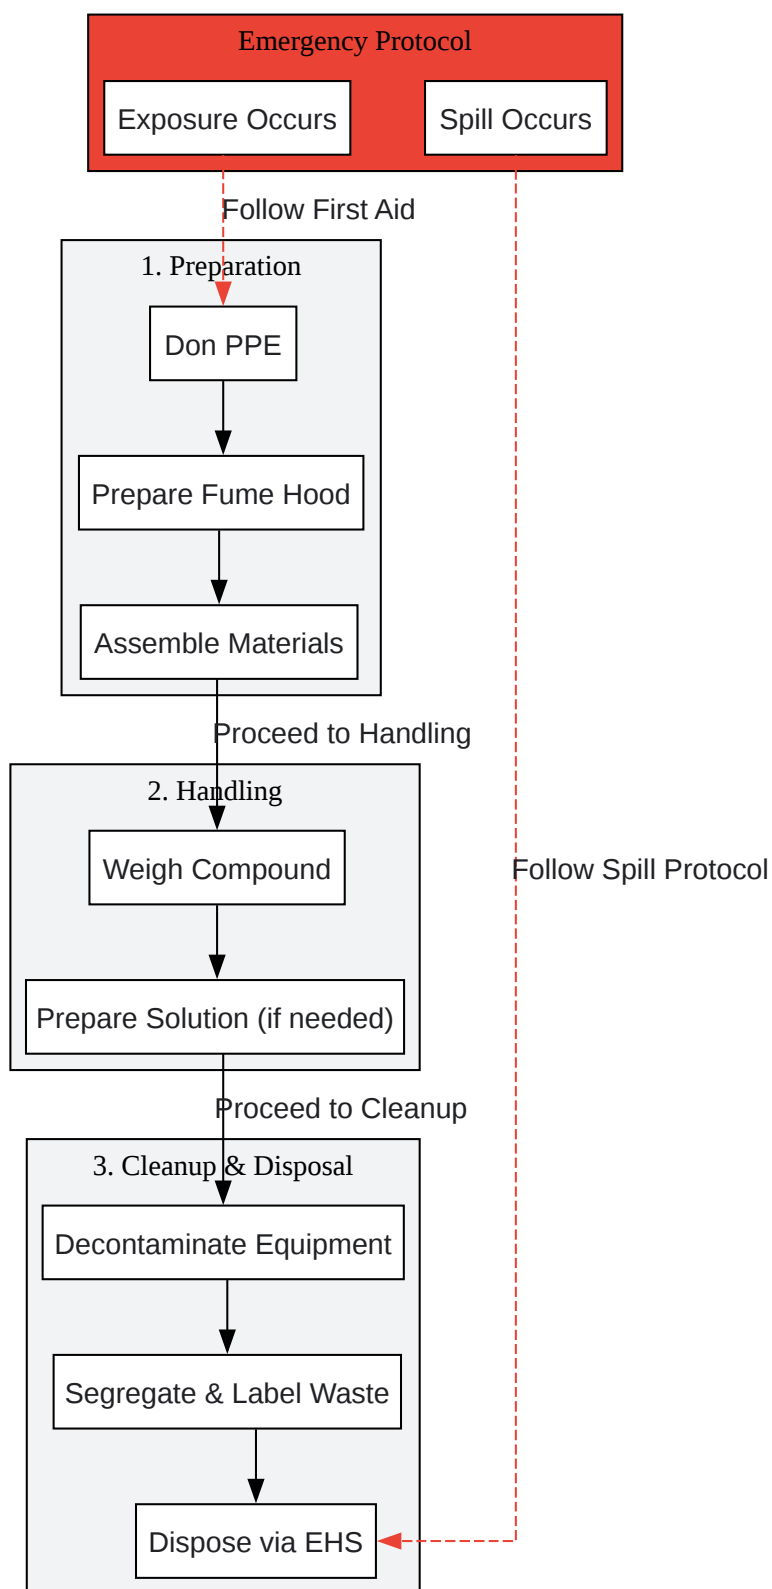 Emergency Protocol
Exposure Occurs
Spill Occurs
Follow First Aid
1. Preparation
Don PPE
Prepare Fume Hood
Assemble Materials
Proceed to Handling
2. Handling
Weigh Compound
Follow Spill Protocol
Prepare Solution (if needed)
Proceed to Cleanup
3. Cleanup & Disposal
Decontaminate Equipment
Segregate & Label Waste
Dispose via EHS